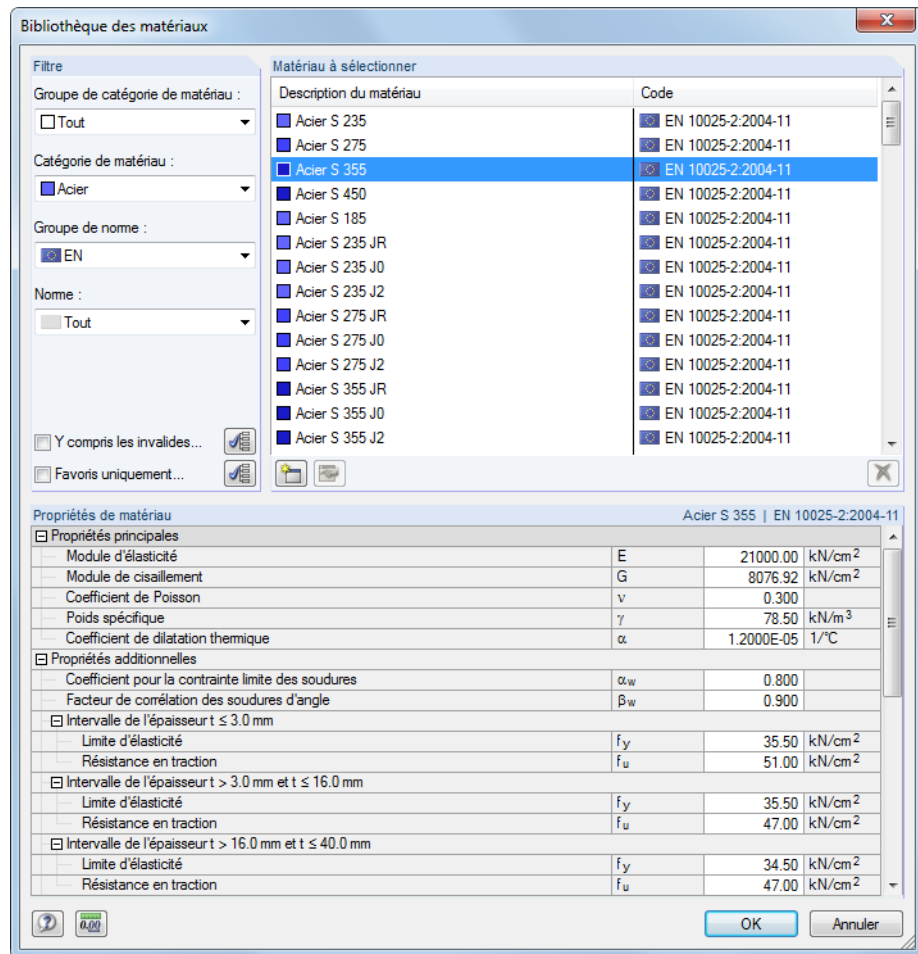 Bibliothèque des matériaux
Filtre
Groupe de catégorie de matériau :
Tout
Catégorie de matériau :
Acier
Groupe de norme :
EN
Norme :
Tout
Y compris les invalides...
Favoris uniquement...
Matériau à sélectionner
Description du matériau Code
Acier S 235 EN 10025-2:2004-11
Acier S 275 EN 10025-2:2004-11
Acier S 355 EN 10025-2:2004-11
Acier S 450 EN 10025-2:2004-11
Acier S 185 EN 10025-2:2004-11
Acier S 235 JR EN 10025-2:2004-11
Acier S 235 J0 EN 10025-2:2004-11
Acier S 235 J2 EN 10025-2:2004-11
Acier S 275 JR EN 10025-2:2004-11
Acier S 275 J0 EN 10025-2:2004-11
Acier S 275 J2 EN 10025-2:2004-11
Acier S 355 JR EN 10025-2:2004-11
Acier S 355 J0 EN 10025-2:2004-11
Acier S 355 J2 EN 10025-2:2004-11
Propriétés de matériau Acier S 355 | EN 10025-2:2004-11
Propriétés principales
Module d'élasticité E 21000.00 kN/cm²
Module de cisaillement G 8076.92 kN/cm²
Coefficient de Poisson ν 0.300
Poids spécifique γ 78.50 kN/m³
Coefficient de dilatation thermique α 1.2000E-05 1/°C
Propriétés additionnelles
Coefficient pour la contrainte limite des soudures αw 0.800
Facteur de corrélation des soudures d'angle βw 0.900
Intervalle de l'épaisseur t ≤ 3.0 mm
Limite d'élasticité fy 35.50 kN/cm²
Résistance en traction fu 51.00 kN/cm²
Intervalle de l'épaisseur t > 3.0 mm et t ≤ 16.0 mm
Limite d'élasticité fy 35.50 kN/cm²
Résistance en traction fu 47.00 kN/cm²
Intervalle de l'épaisseur t > 16.0 mm et t ≤ 40.0 mm
Limite d'élasticité fy 34.50 kN/cm²
Résistance en traction fu 47.00 kN/cm²
0.00 OK Annuler